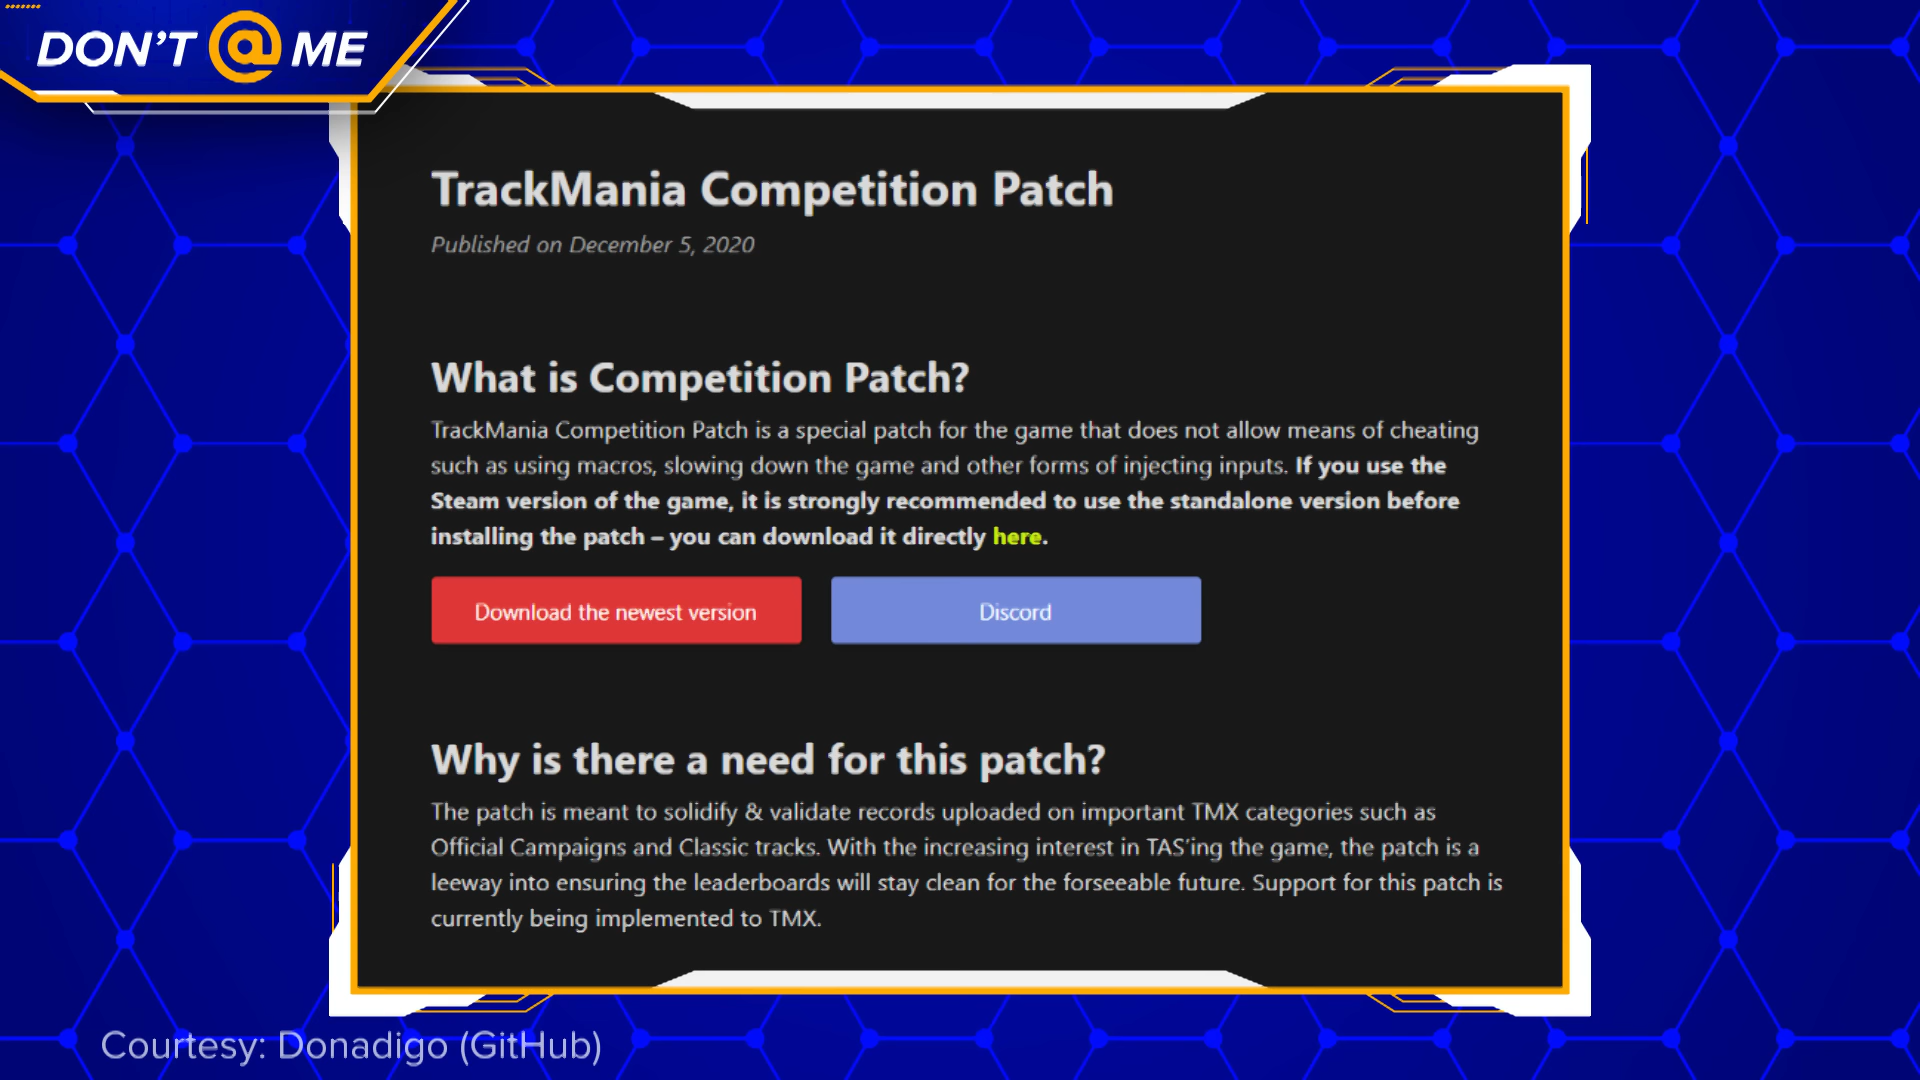 DON'T @ ME
TrackMania Competition Patch
Published on December 5, 2020
What is Competition Patch?
TrackMania Competition Patch is a special patch for the game that does not allow means of cheating
such as using macros, slowing down the game and other forms of injecting inputs. If you use the
Steam version of the game, it is strongly recommended to use the standalone version before
installing the patch – you can download it directly here.
Download the newest version
Discord
Why is there a need for this patch?
The patch is meant to solidify & validate records uploaded on important TMX categories such as
Official Campaigns and Classic tracks. With the increasing interest in TAS'ing the game, the patch is a
leeway into ensuring the leaderboards will stay clean for the forseeable future. Support for this patch is
currently being implemented to TMX.
Courtesy: Donadigo (GitHub)